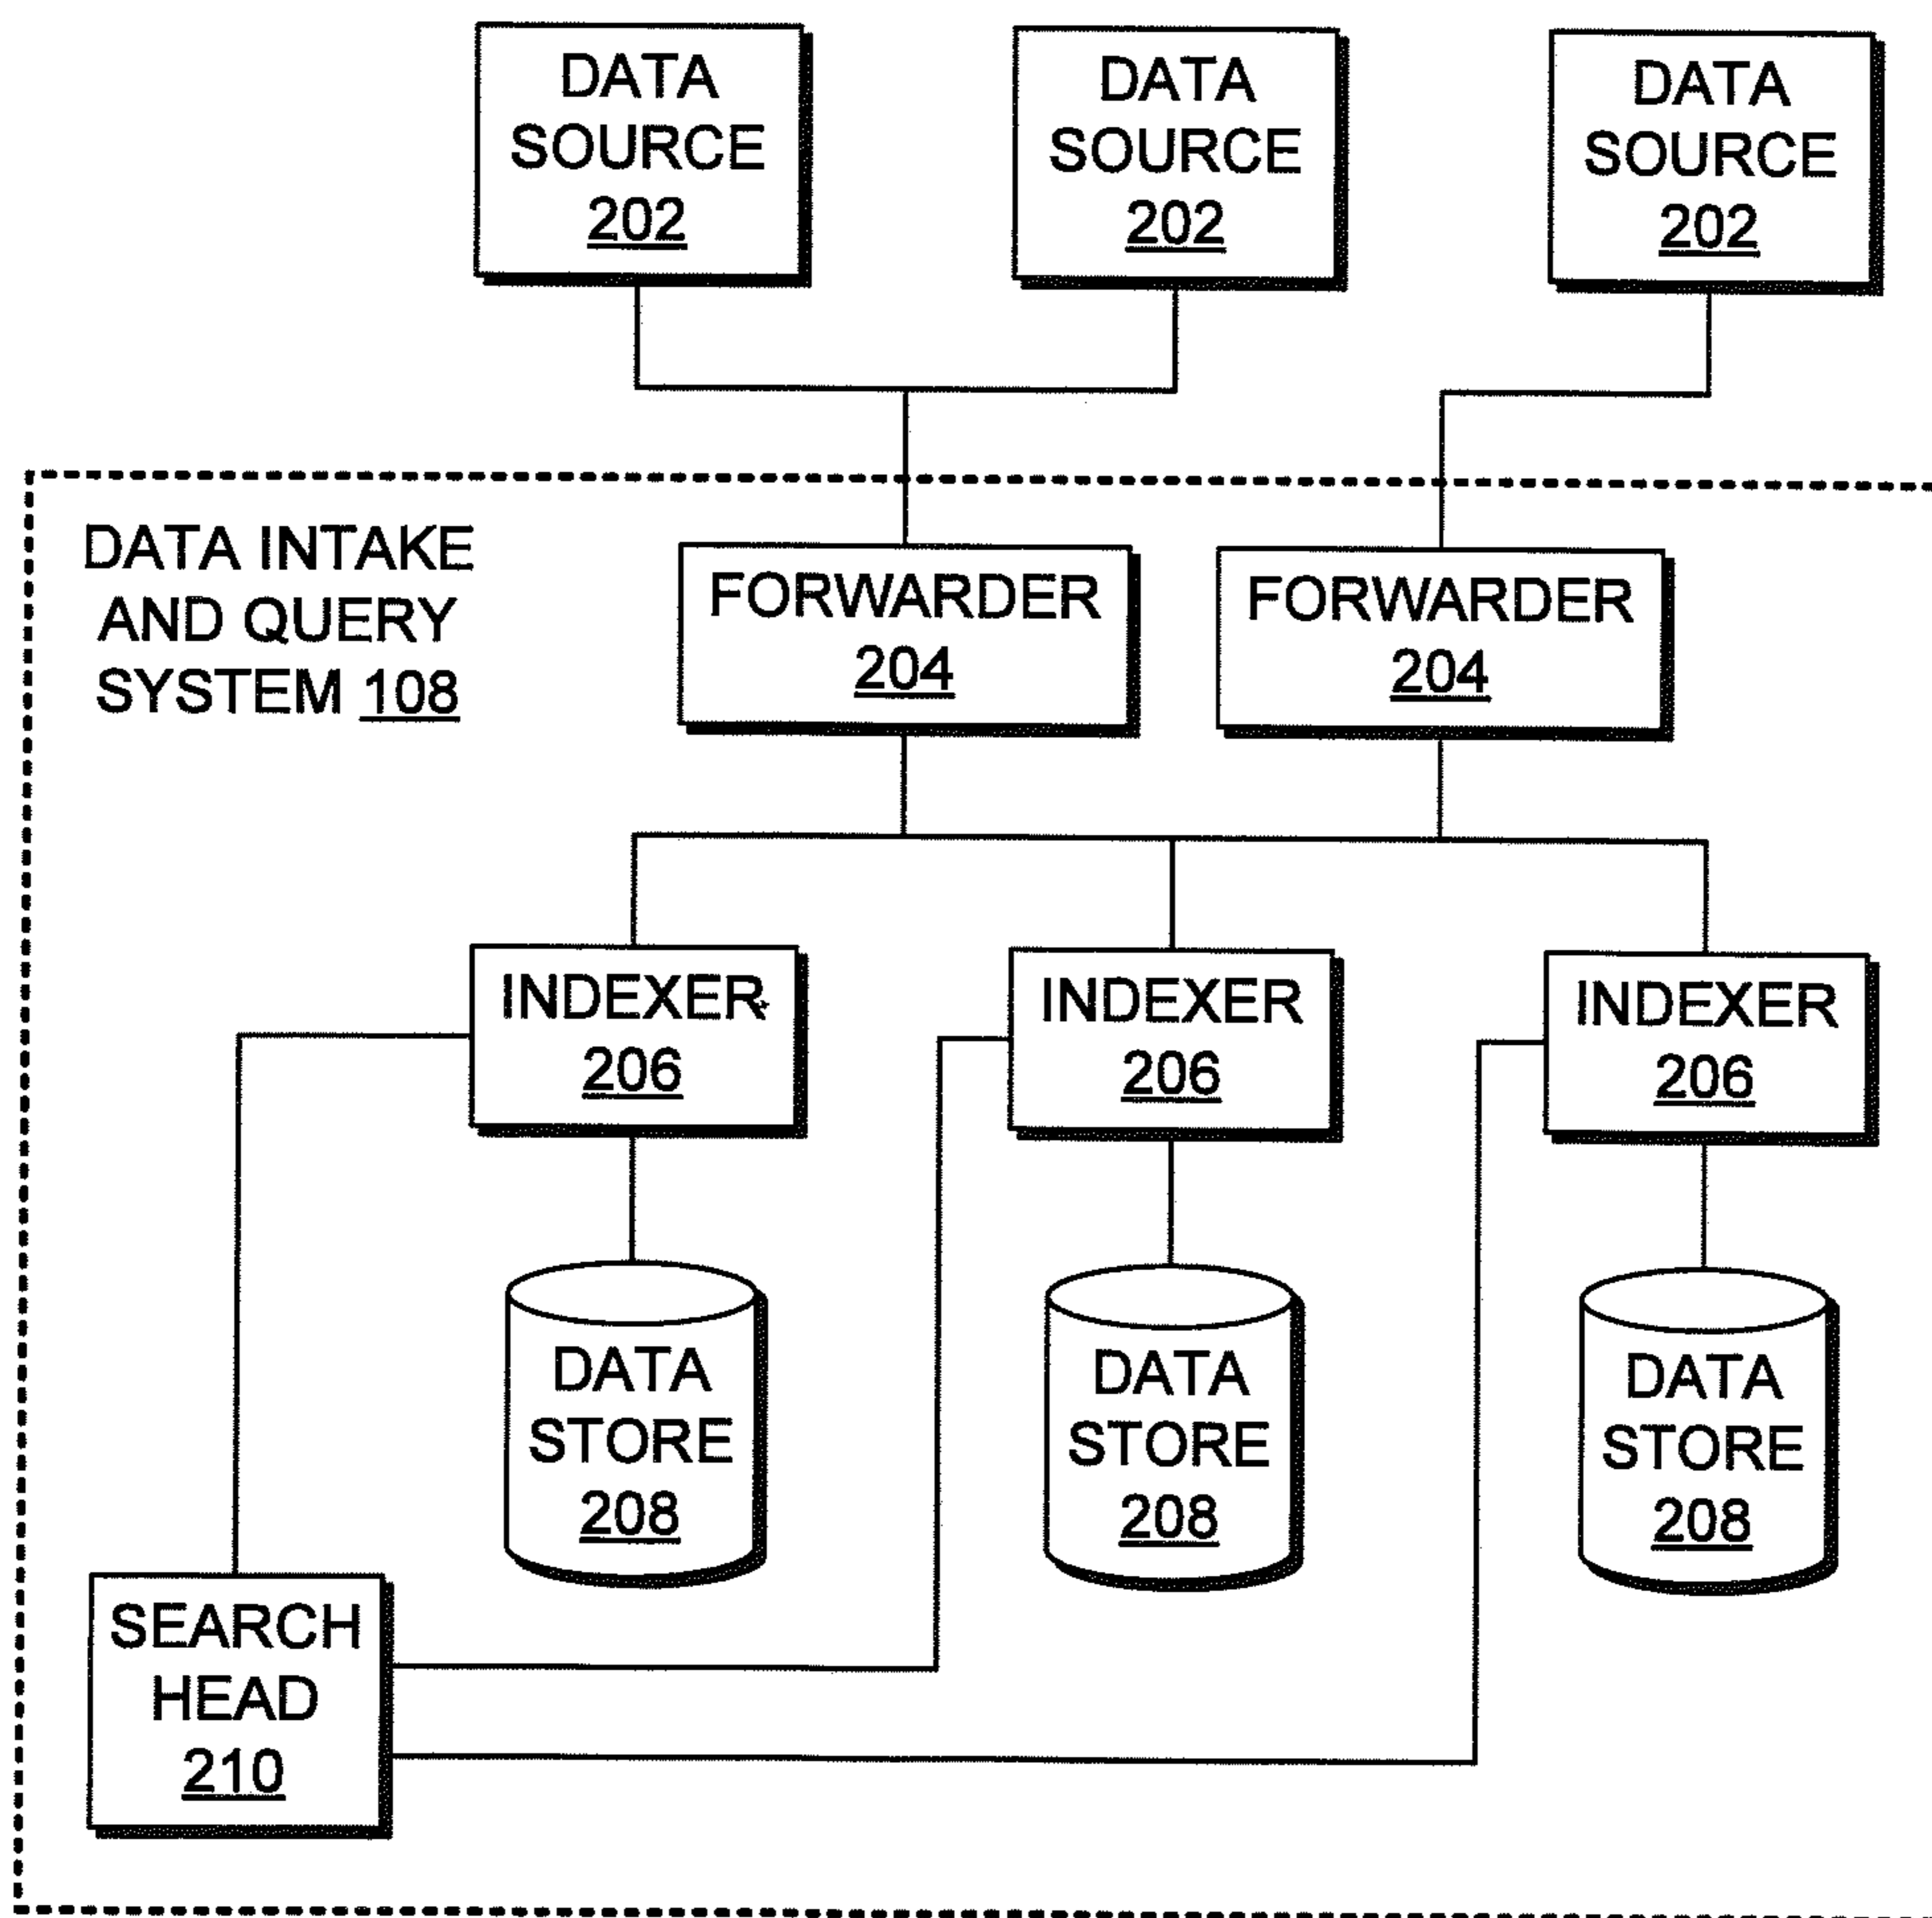 DATA
SOURCE
202
DATA
SOURCE
202
DATA
SOURCE
202
DATA INTAKE
AND QUERY
SYSTEM 108
FORWARDER
204
FORWARDER
204
INDEXER
206
INDEXER
206
INDEXER
206
DATA
STORE
208
DATA
STORE
208
DATA
STORE
208
SEARCH
HEAD
210